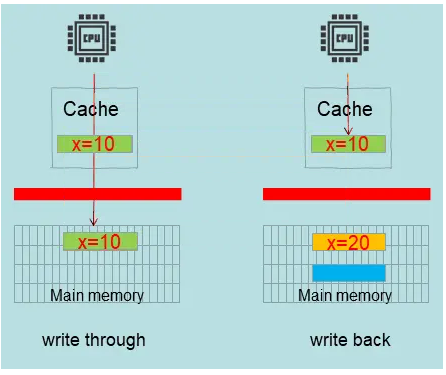 CPU
CPU
Cache
Cache
x=10
x=10
x=10
x=20
Main memory
Main memory
write through
write back